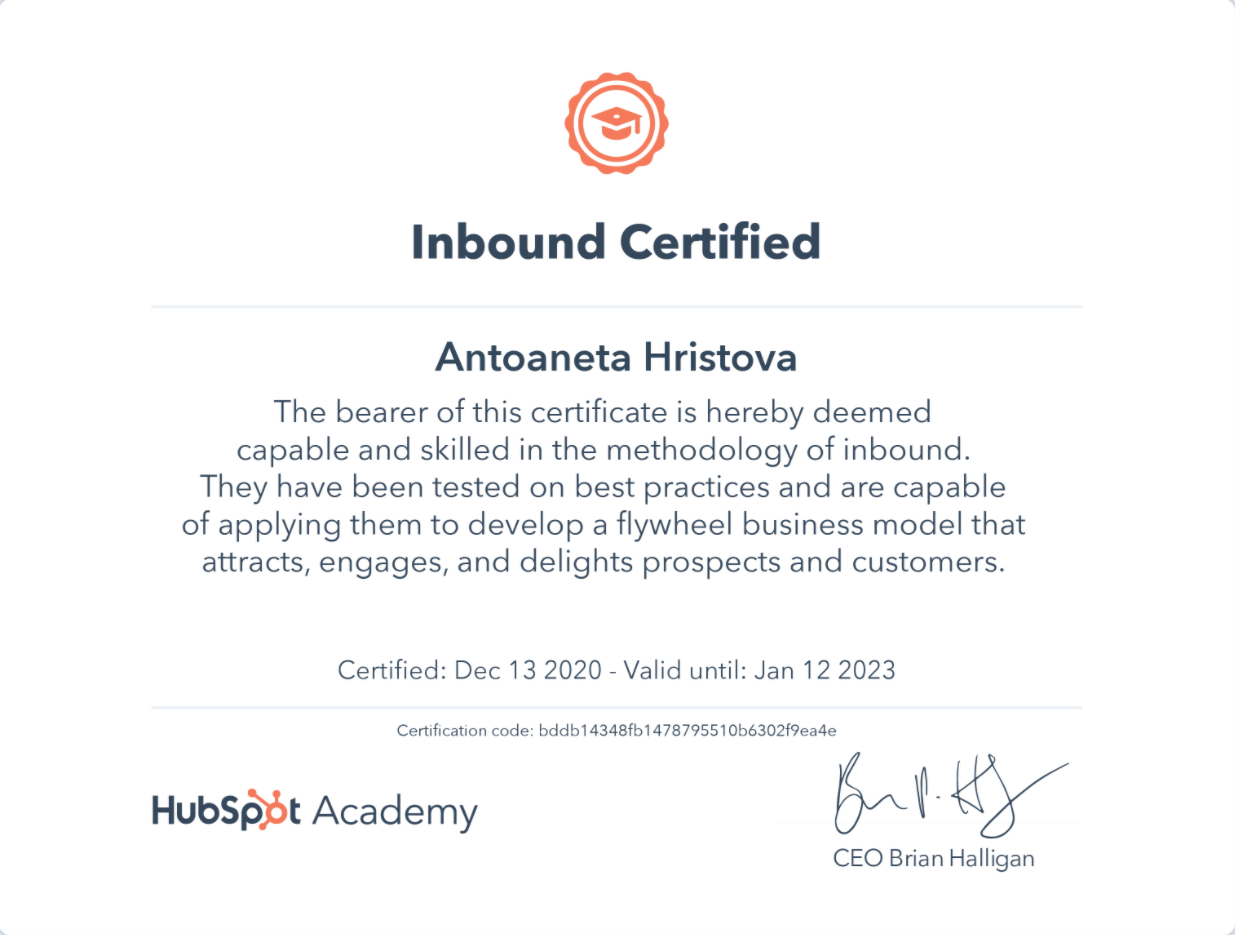 Inbound Certified
Antoaneta Hristova
The bearer of this certificate is hereby deemed
capable and skilled in the methodology of inbound.
They have been tested on best practices and are capable
of applying them to develop a flywheel business model that
attracts, engages, and delights prospects and customers.
Certified: Dec 13 2020 - Valid until: Jan 12 2023
Certification code: bddb14348fb1478795510b6302f9ea4e
HubSpot Academy
CEO Brian Halligan